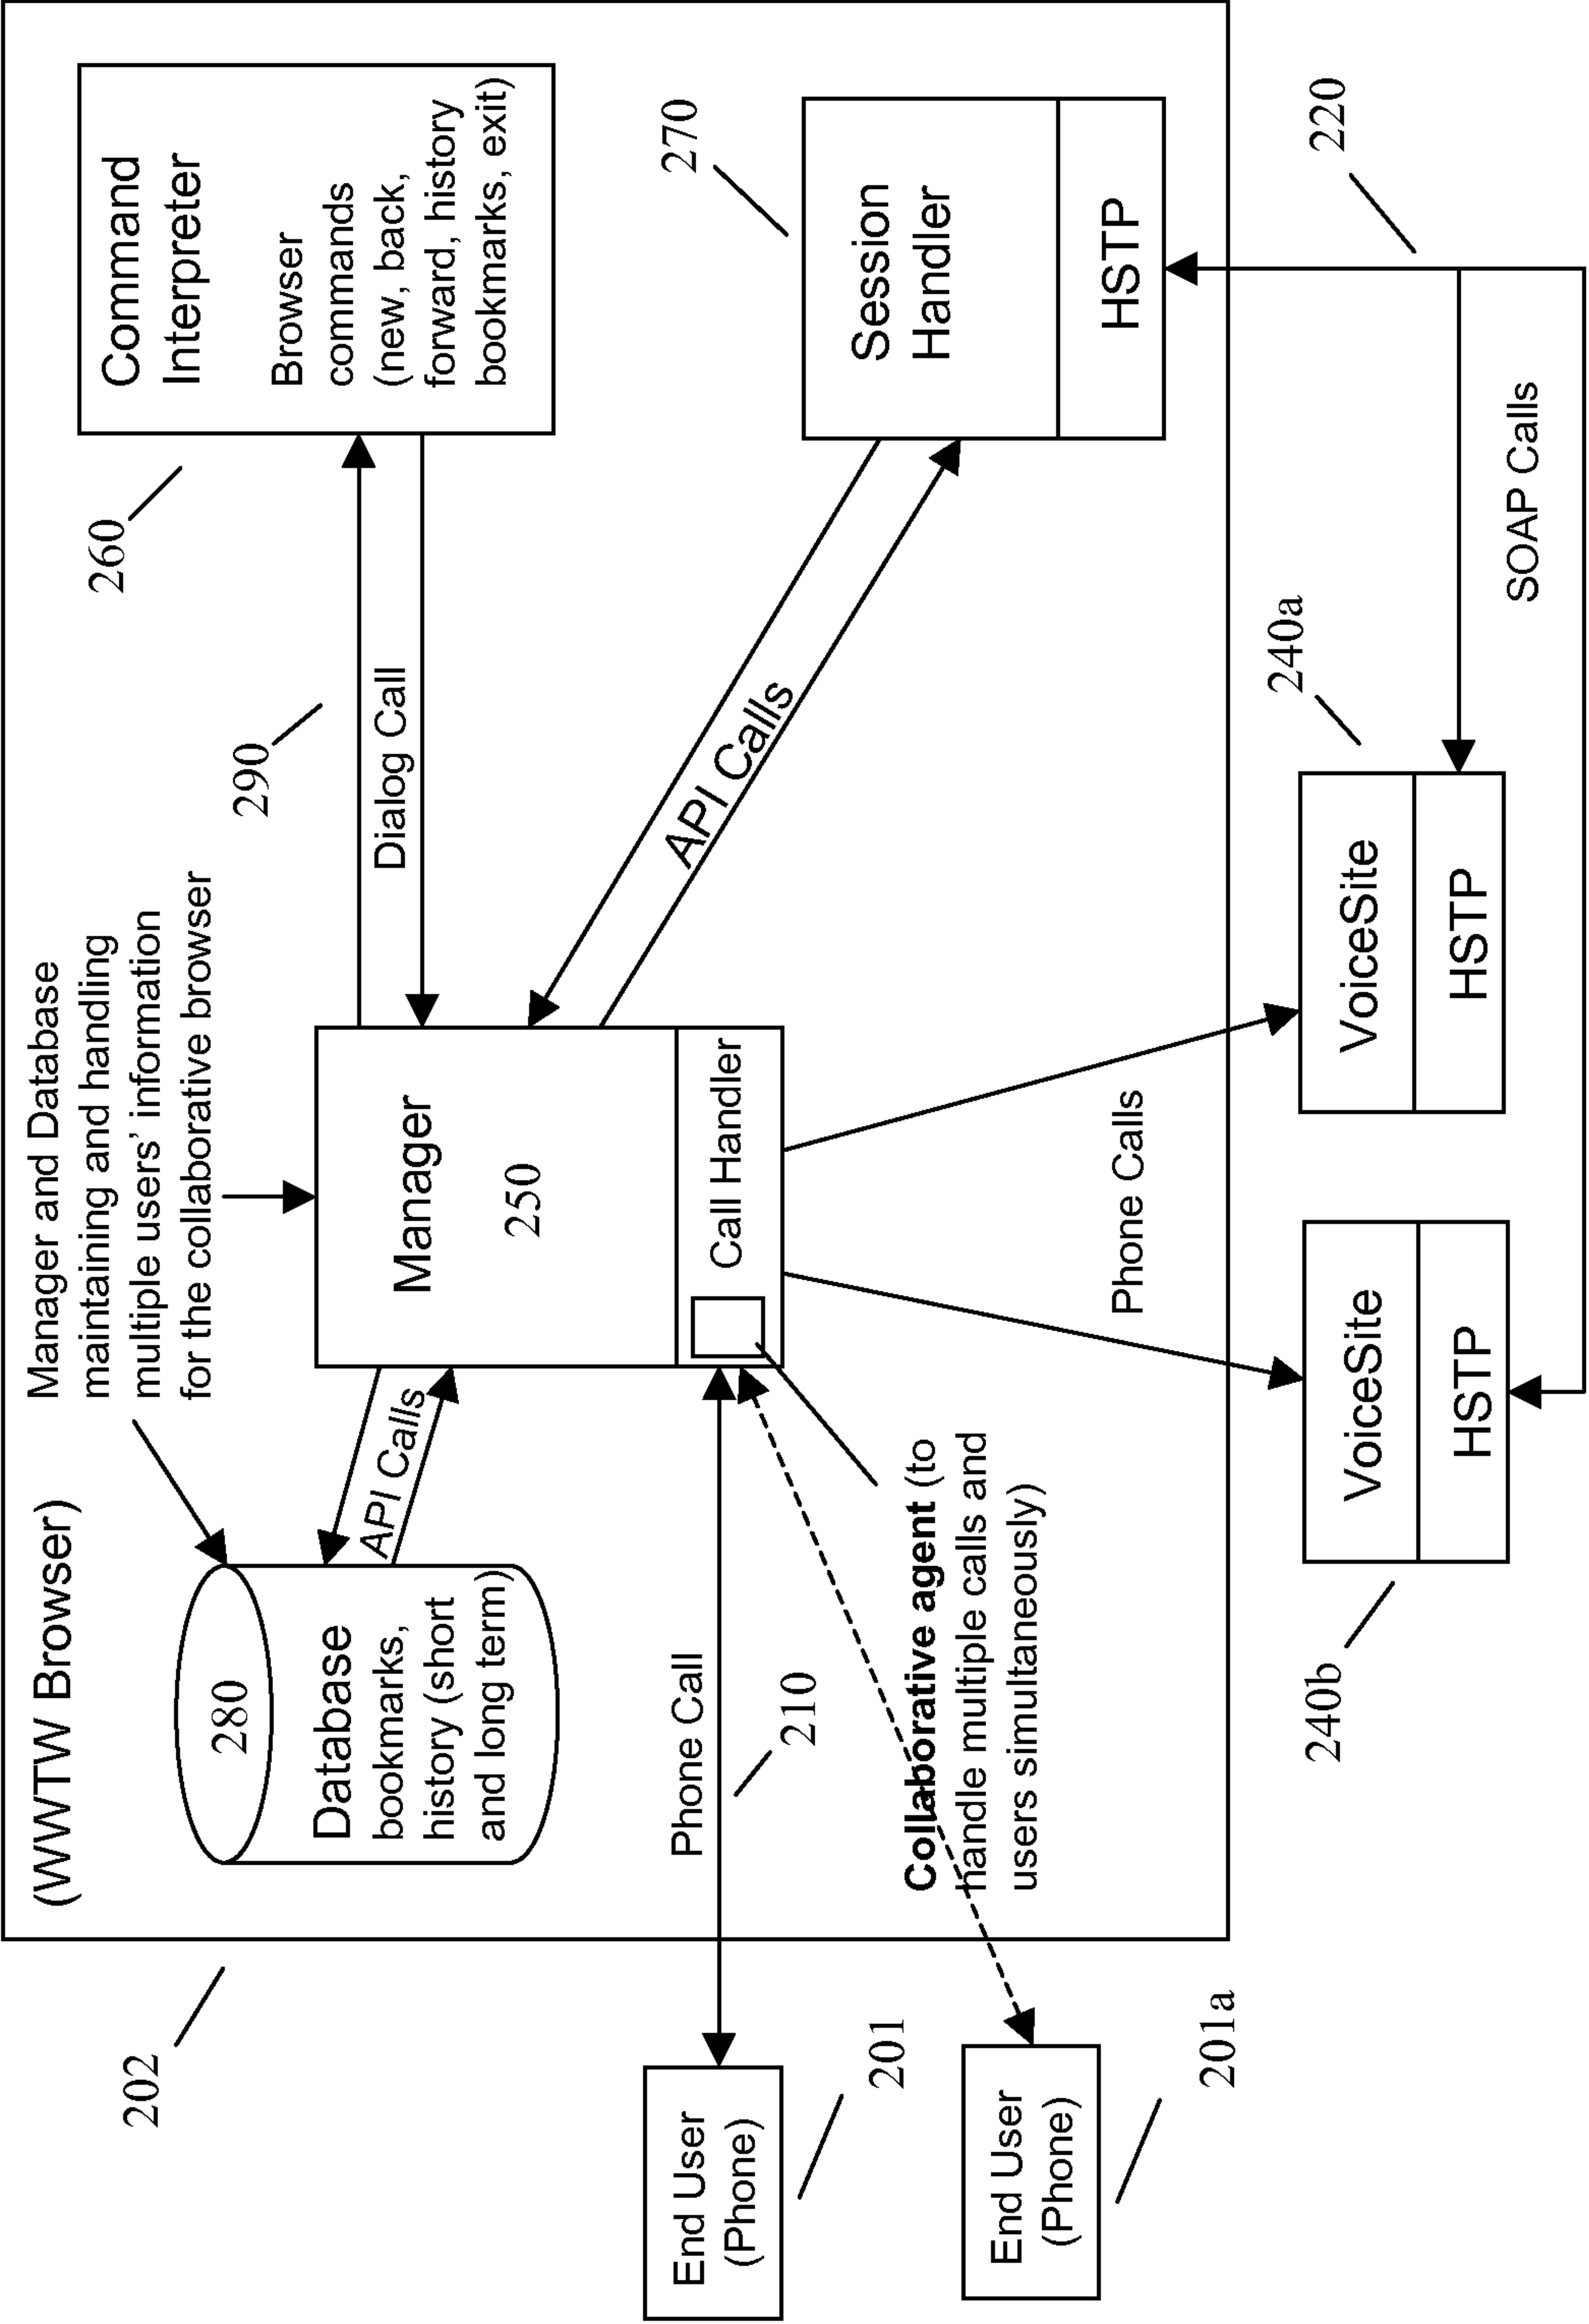 202
(WWTW Browser)
Manager and Database
maintaining and handling
multiple users' information
for the collaborative browser
280
Database
bookmarks,
history (short
and long term)
API Calls
Manager
250
Call Handler
290
Dialog Call
260
Command
Interpreter
Browser
commands
(new, back,
forward, history
bookmarks, exit)
API Calls
270
Session
Handler
HSTP
End User
(Phone)
201
Phone Call
210
End User
(Phone)
201a
Collaborative agent (to
handle multiple calls and
users simultaneously)
Phone Calls
240b
VoiceSite
HSTP
240a
VoiceSite
HSTP
220
SOAP Calls